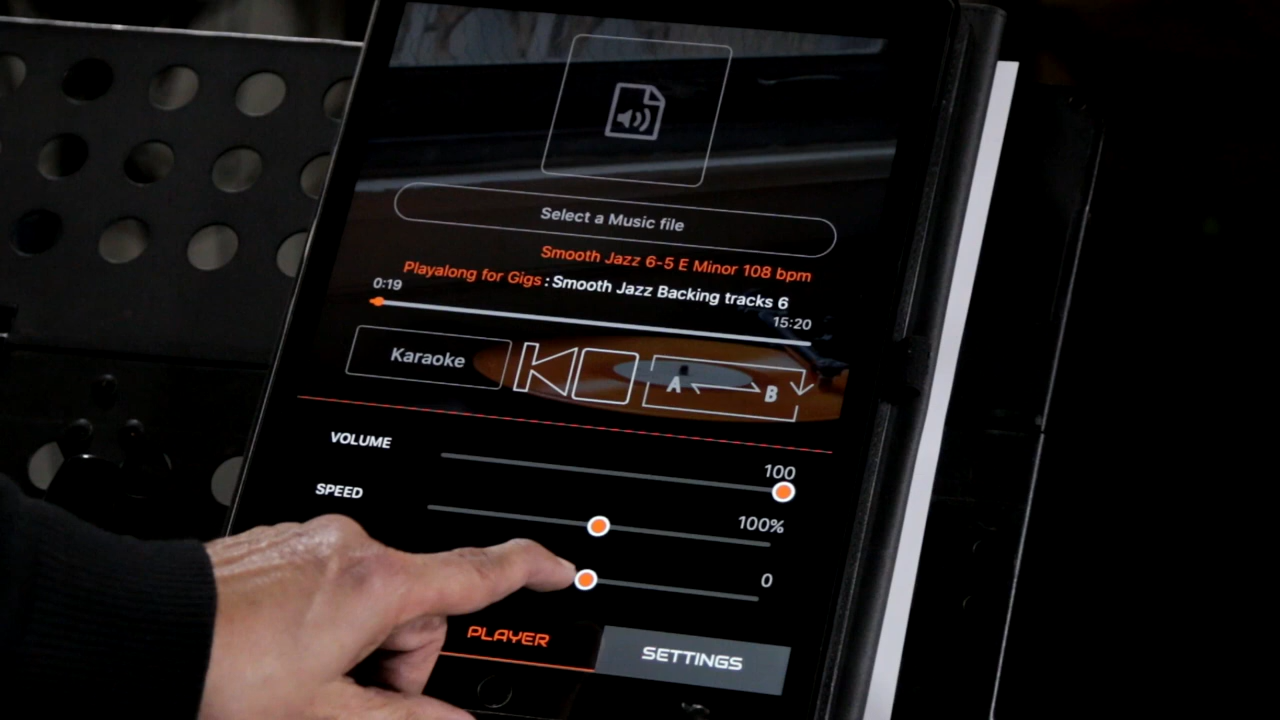 Select a Music file
Smooth Jazz 6-5 E Minor 108 bpm
Playalong for Gigs : Smooth Jazz Backing tracks 6
0:19
15:20
Karaoke
A B
VOLUME
100
SPEED
100%
0
PLAYER
SETTINGS